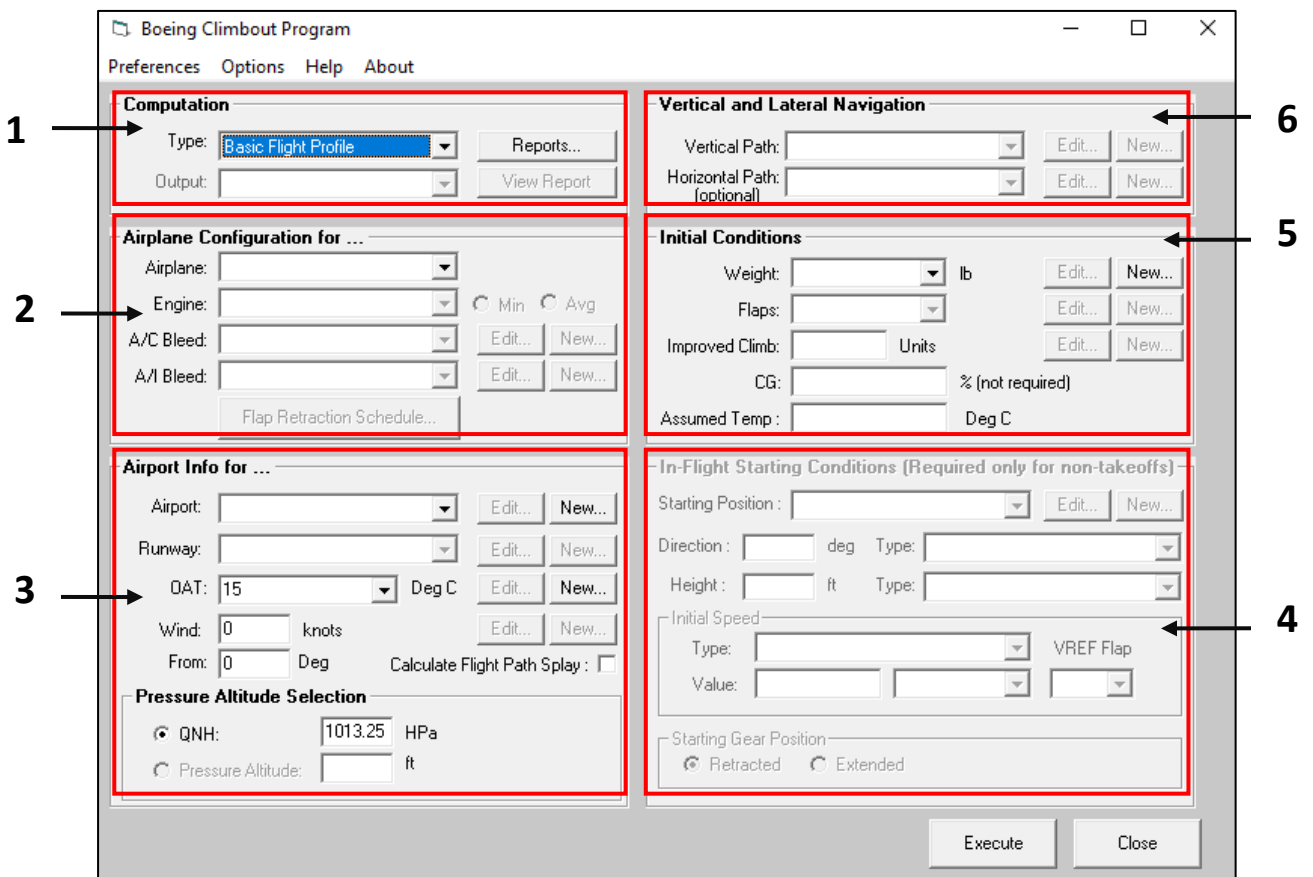 Boeing Climbout Program
Preferences Options Help About
1
Computation
Type: Basic Flight Profile Reports...
Output: View Report
2
Airplane Configuration for ...
Airplane:
Engine: Min Avg
A/C Bleed: Edit... New...
A/I Bleed: Edit... New...
Flap Retraction Schedule...
3
Airport Info for ...
Airport: Edit... New...
Runway: Edit... New...
OAT: 15 Deg C Edit... New...
Wind: 0 knots Edit... New...
From: 0 Deg Calculate Flight Path Splay :
Pressure Altitude Selection
QNH: 1013.25 HPa
Pressure Altitude: ft
6
Vertical and Lateral Navigation
Vertical Path: Edit... New...
Horizontal Path: Edit... New...
(optional)
5
Initial Conditions
Weight: lb Edit... New...
Flaps: Edit... New...
Improved Climb: Units Edit... New...
CG: % (not required)
Assumed Temp : Deg C
4
In-Flight Starting Conditions (Required only for non-takeoffs)
Starting Position : Edit... New...
Direction : deg Type:
Height : ft Type:
Initial Speed
Type: VREF Flap
Value:
Starting Gear Position
Retracted Extended
Execute Close